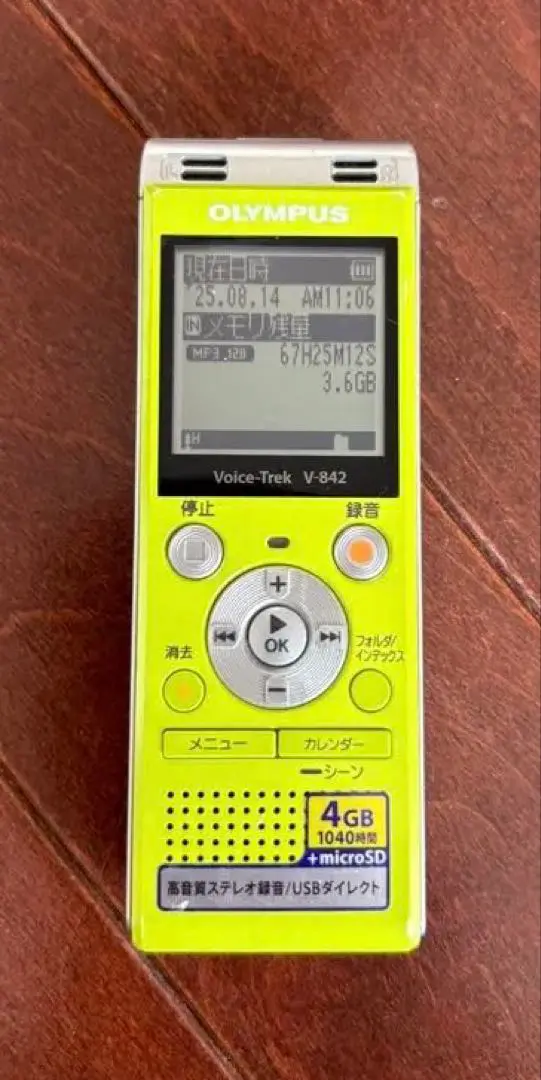 L R
OLYMPUS
現在日時
'25.08.14 AM11:06
IN メモリ残量
MP3 128 67H25M12S
3.6GB
H
Voice-Trek V-842
停止 録音
+
OK
−
消去 フォルダ/
インデックス
メニュー カレンダー
シーン
4GB
1040時間
+microSD
高音質ステレオ録音/USBダイレクト